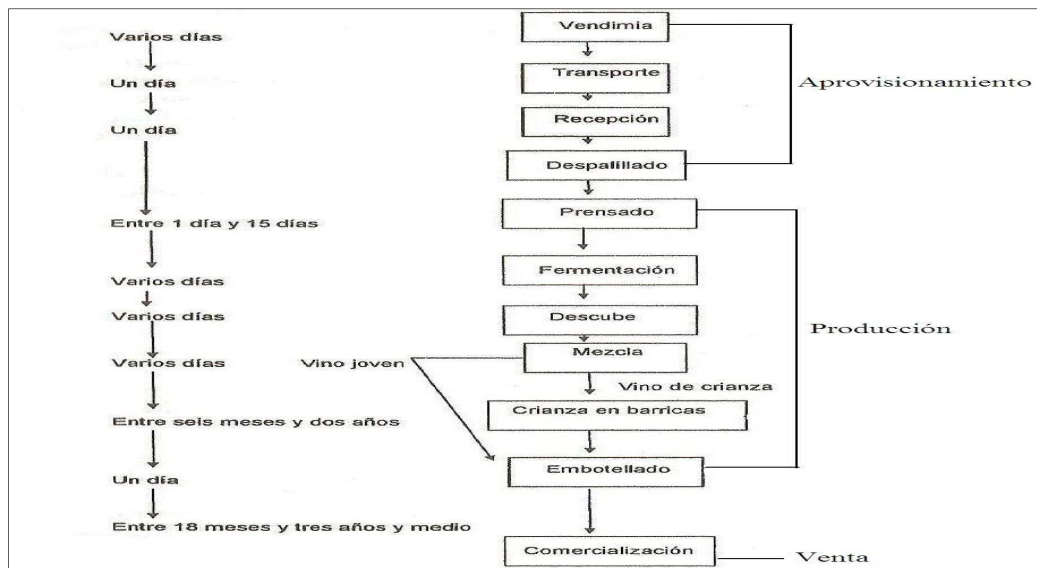 Varios días
Un día
Un día
Entre 1 día y 15 días
Varios días
Varios días
Varios días
Entre seis meses y dos años
Un día
Entre 18 meses y tres años y medio
Vendimia
Transporte
Recepción
Despalillado
Prensado
Fermentación
Descube
Mezcla
Vino joven
Vino de crianza
Crianza en barricas
Embotellado
Comercialización
Aprovisionamiento
Producción
Venta